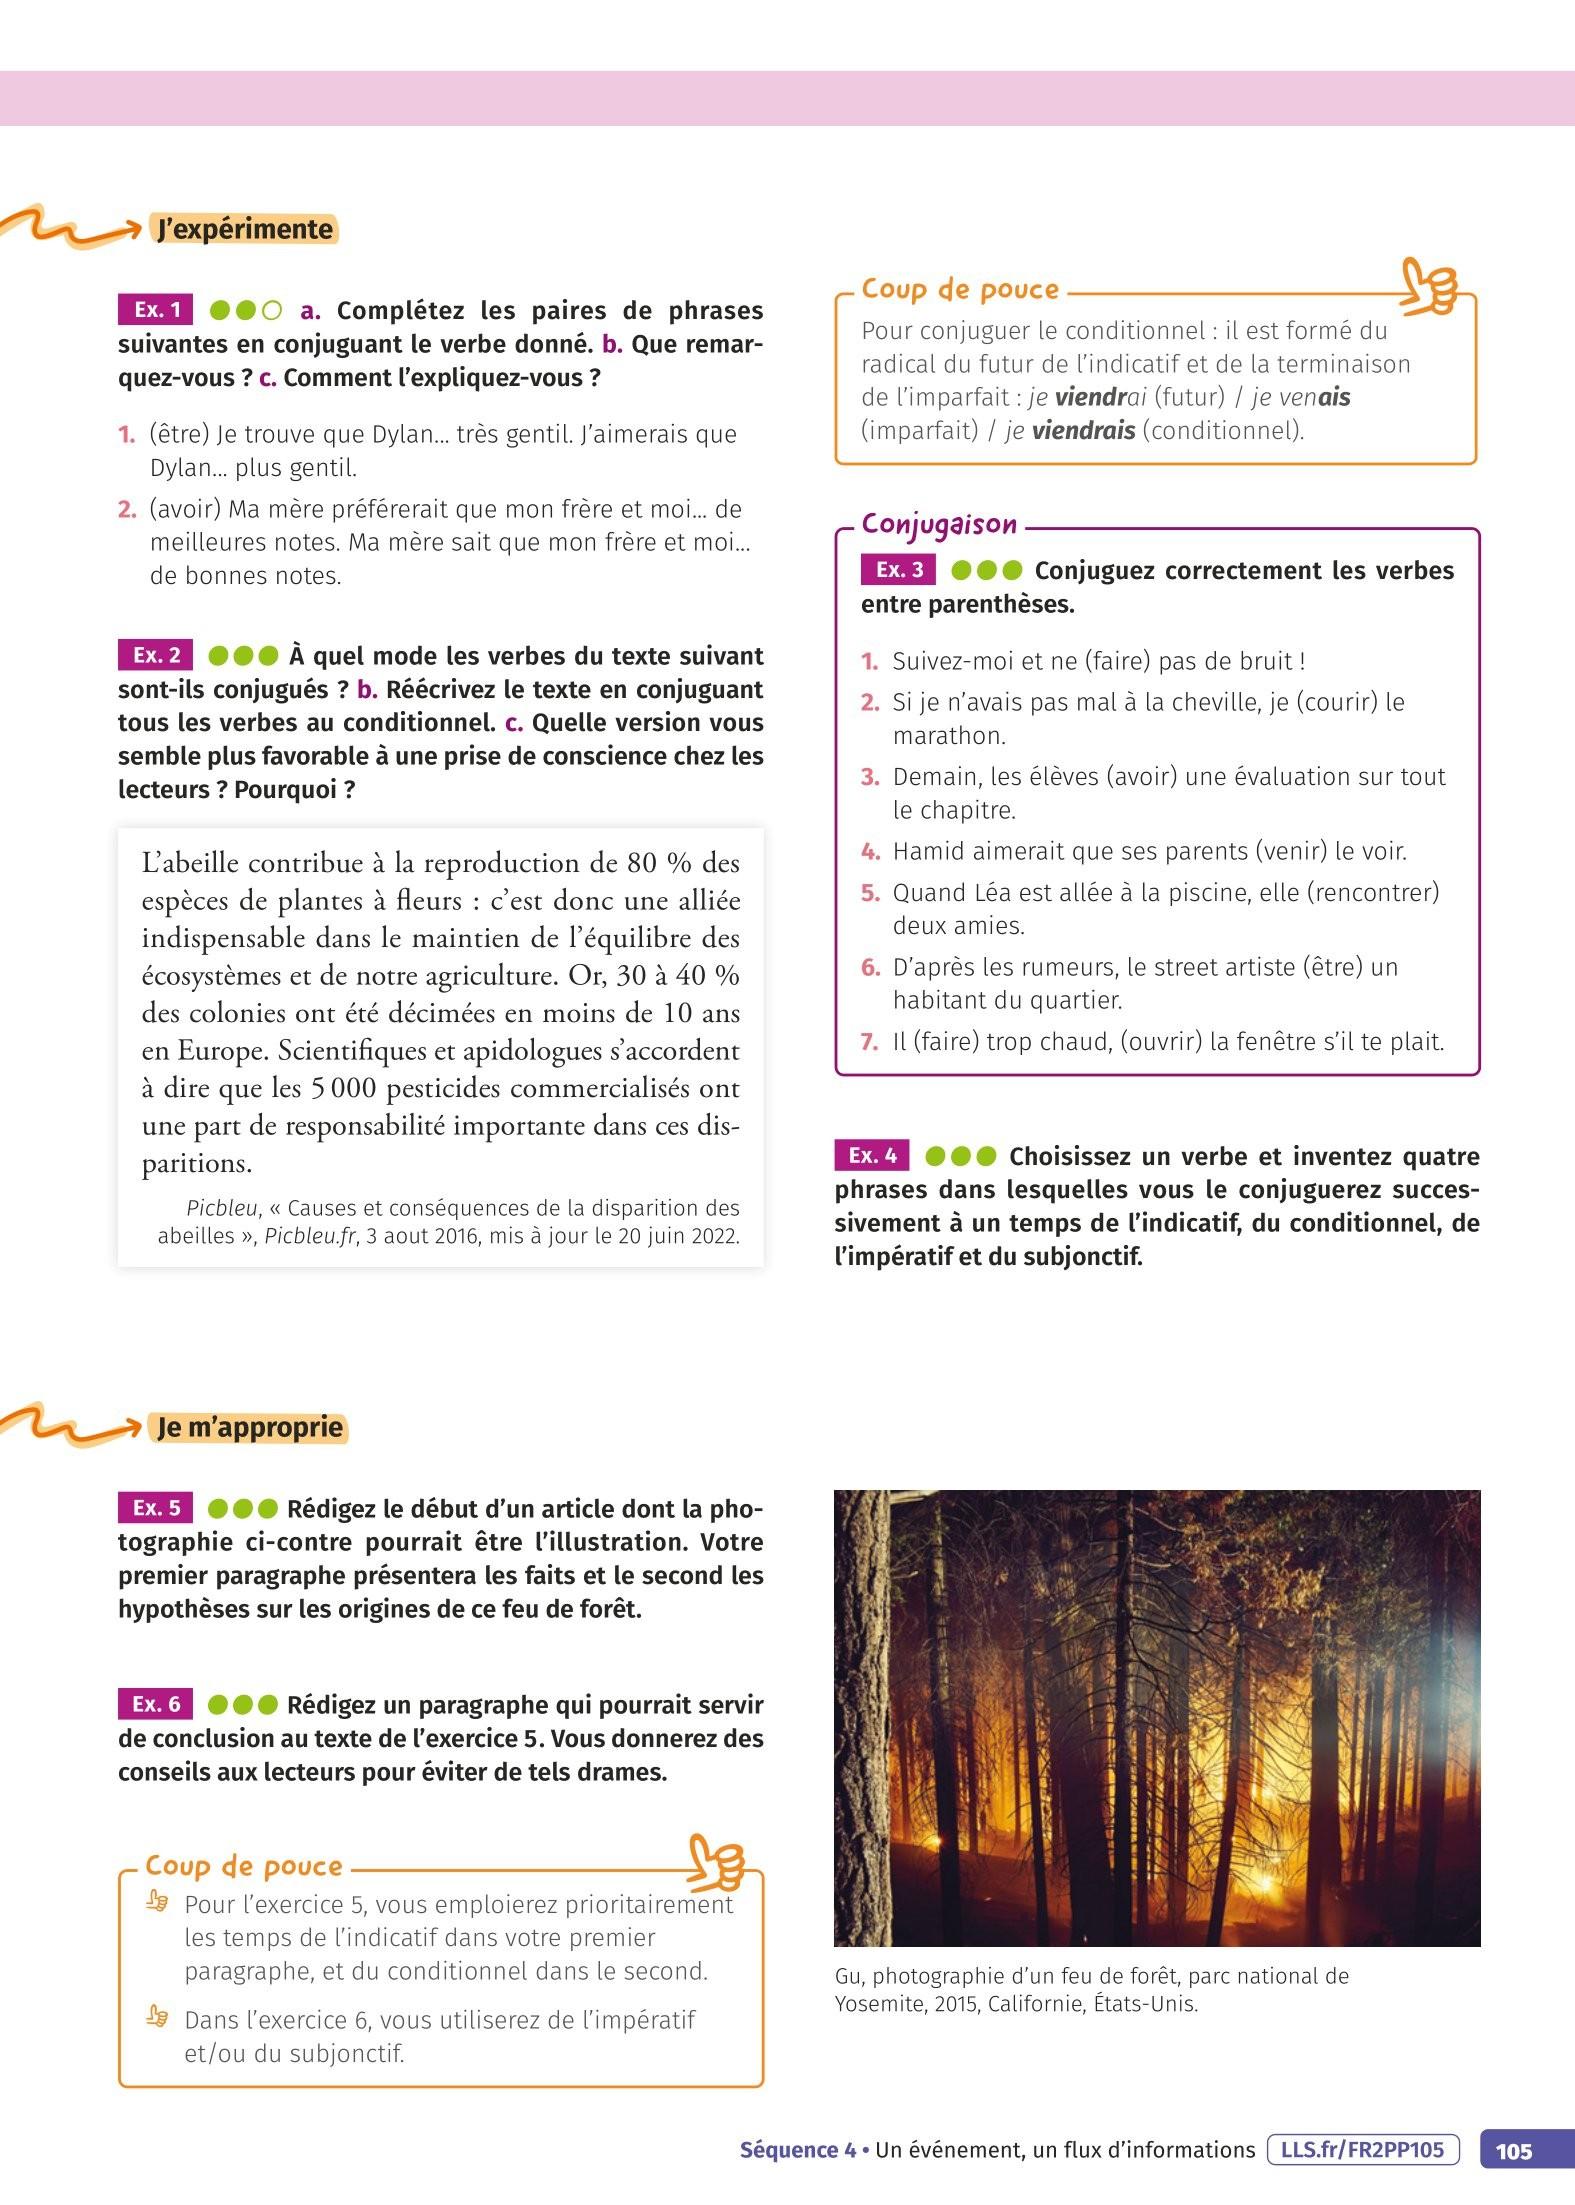 J'expérimente
Ex. 1 a. Complétez les paires de phrases
suivantes en conjuguant le verbe donné. b. Que remar-
quez-vous ? c. Comment l'expliquez-vous ?
1. (être) Je trouve que Dylan... très gentil. J'aimerais que
Dylan... plus gentil.
2. (avoir) Ma mère préférerait que mon frère et moi... de
meilleures notes. Ma mère sait que mon frère et moi...
de bonnes notes.
Ex. 2 À quel mode les verbes du texte suivant
sont-ils conjugués ? b. Réécrivez le texte en conjuguant
tous les verbes au conditionnel. c. Quelle version vous
semble plus favorable à une prise de conscience chez les
lecteurs ? Pourquoi ?
L'abeille contribue à la reproduction de 80 % des
espèces de plantes à fleurs : c'est donc une alliée
indispensable dans le maintien de l'équilibre des
écosystèmes et de notre agriculture. Or, 30 à 40 %
des colonies ont été décimées en moins de 10 ans
en Europe. Scientifiques et apidologues s'accordent
à dire que les 5 000 pesticides commercialisés ont
une part de responsabilité importante dans ces dis-
paritions.
Picbleu, « Causes et conséquences de la disparition des
abeilles », Picbleu.fr, 3 aout 2016, mis à jour le 20 juin 2022.
Coup de pouce
Pour conjuguer le conditionnel : il est formé du
radical du futur de l'indicatif et de la terminaison
de l'imparfait : je viendrai (futur) / je venais
(imparfait) / je viendrais (conditionnel).
Conjugaison
Ex. 3 Conjuguez correctement les verbes
entre parenthèses.
1. Suivez-moi et ne (faire) pas de bruit !
2. Si je n'avais pas mal à la cheville, je (courir) le
marathon.
3. Demain, les élèves (avoir) une évaluation sur tout
le chapitre.
4. Hamid aimerait que ses parents (venir) le voir.
5. Quand Léa est allée à la piscine, elle (rencontrer)
deux amies.
6. D'après les rumeurs, le street artiste (être) un
habitant du quartier.
7. Il (faire) trop chaud, (ouvrir) la fenêtre s'il te plait.
Ex. 4 Choisissez un verbe et inventez quatre
phrases dans lesquelles vous le conjuguerez succes-
sivement à un temps de l'indicatif, du conditionnel, de
l'impératif et du subjonctif.
Je m'approprie
Ex. 5 Rédigez le début d'un article dont la pho-
tographie ci-contre pourrait être l'illustration. Votre
premier paragraphe présentera les faits et le second les
hypothèses sur les origines de ce feu de forêt.
Ex. 6 Rédigez un paragraphe qui pourrait servir
de conclusion au texte de l'exercice 5. Vous donnerez des
conseils aux lecteurs pour éviter de tels drames.
Coup de pouce
Pour l'exercice 5, vous emploierez prioritairement
les temps de l'indicatif dans votre premier
paragraphe, et du conditionnel dans le second.
Dans l'exercice 6, vous utiliserez de l'impératif
et/ou du subjonctif.
Gu, photographie d'un feu de forêt, parc national de
Yosemite, 2015, Californie, États-Unis.
Séquence 4 • Un événement, un flux d'informations LLS.fr/FR2PP105 105